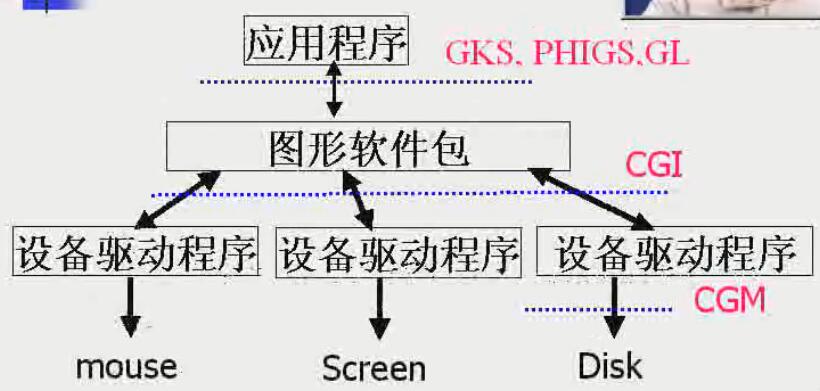 应用程序
GKS, PHIGS,GL
图形软件包
CGI
设备驱动程序
设备驱动程序
设备驱动程序
CGM
mouse
Screen
Disk